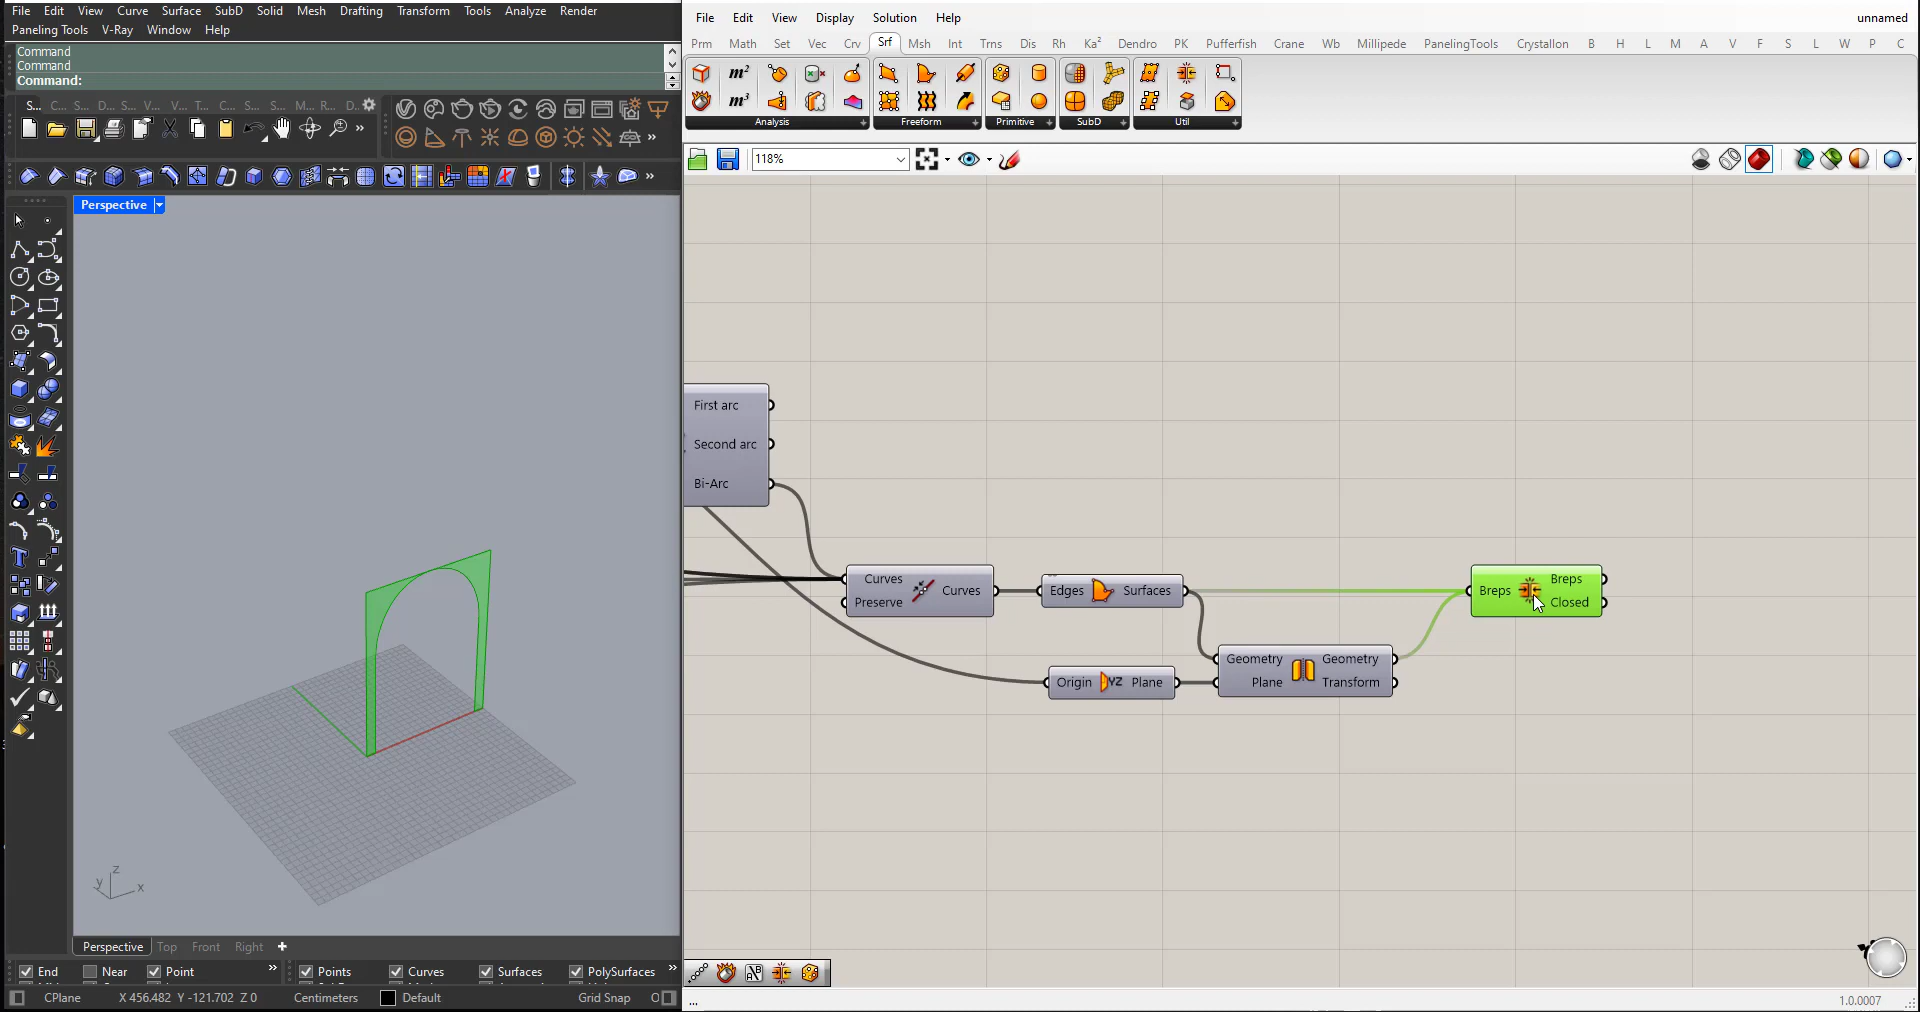 File Edit View Curve Surface SubD Solid Mesh Drafting Transform Tools Analyze Render
Paneling Tools V-Ray Window Help
Command
Command
Command:
S... C... S... D... S... V... V... T... C... S... S... M... R... D.
Perspective
z
y
x
Perspective Top Front Right
End Near Point
Points Curves Surfaces PolySurfaces
CPlane X 456.482 Y -121.702 Z 0 Centimeters Default Grid Snap O
File Edit View Display Solution Help
unnamed
Prm Math Set Vec Crv Srf Msh Int Trns Dis Rh Ka² Dendro PK Pufferfish Crane Wb Millipede PanelingTools Crystallon B H L M A V F S L W P C
m²
m³
Analysis Freeform Primitive SubD Util
118%
First arc
Second arc
Bi-Arc
Curves
Preserve
Curves
Edges Surfaces
Origin YZ Plane
Geometry
Plane
Geometry
Transform
Breps
Breps
Closed
...
1.0.0007